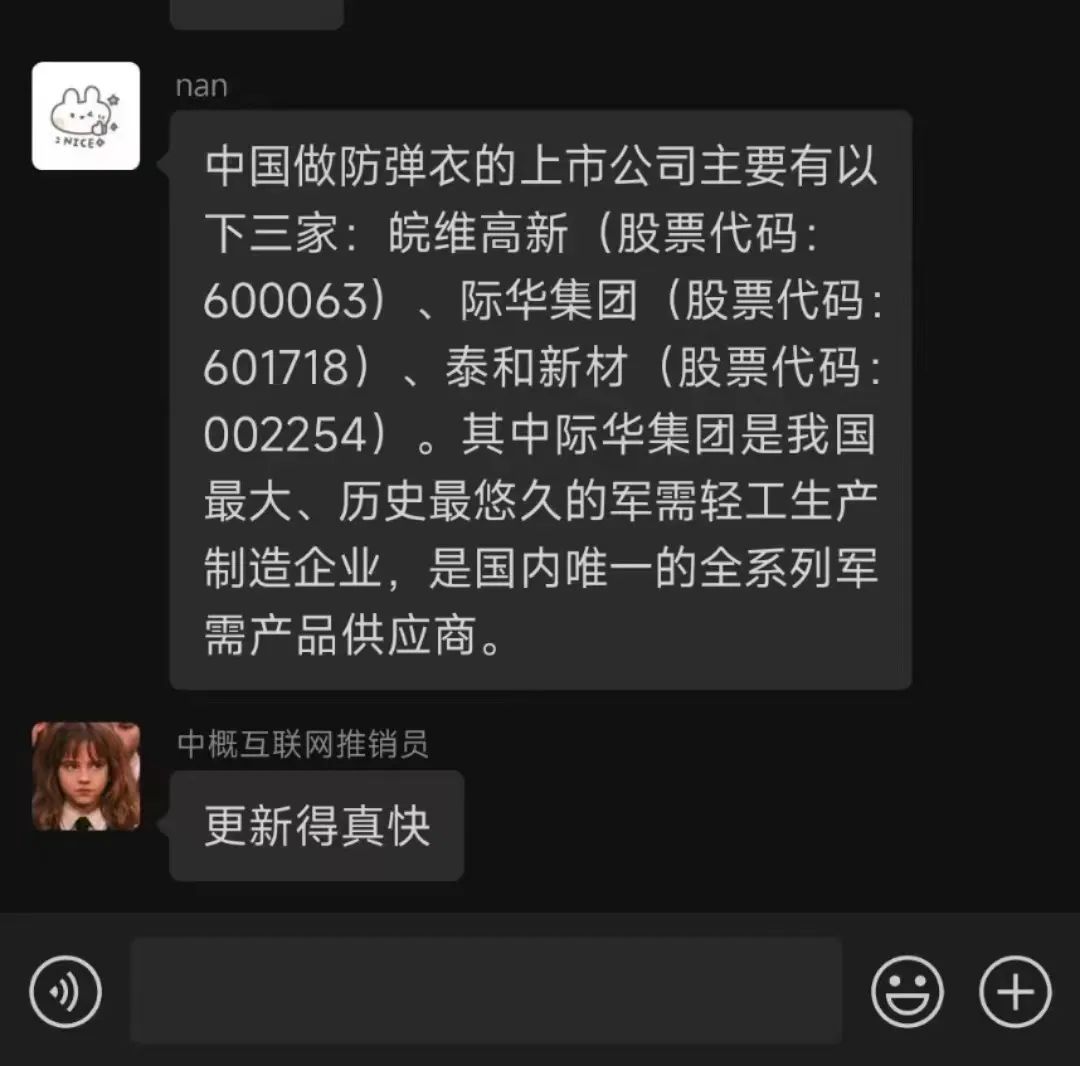 nan
中国做防弹衣的上市公司主要有以
下三家：皖维高新（股票代码：
600063）、际华集团（股票代码：
601718）、泰和新材（股票代码：
002254）。其中际华集团是我国
最大、历史最悠久的军需轻工生产
制造企业，是国内唯一的全系列军
需产品供应商。
NICE
中概互联网推销员
更新得真快